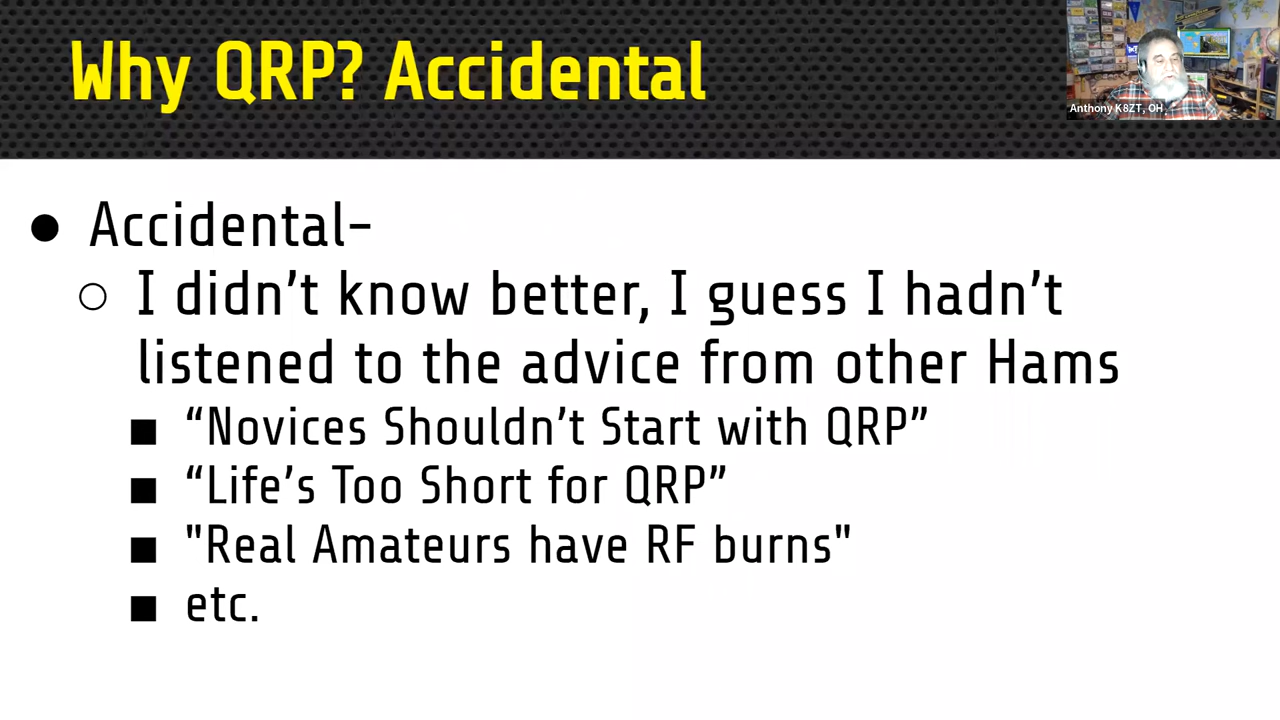 Why QRP? Accidental
Anthony K8ZT, OH
● Accidental–
○ I didn’t know better, I guess I hadn’t
listened to the advice from other Hams
■ “Novices Shouldn’t Start with QRP”
■ “Life’s Too Short for QRP”
■ "Real Amateurs have RF burns"
■ etc.